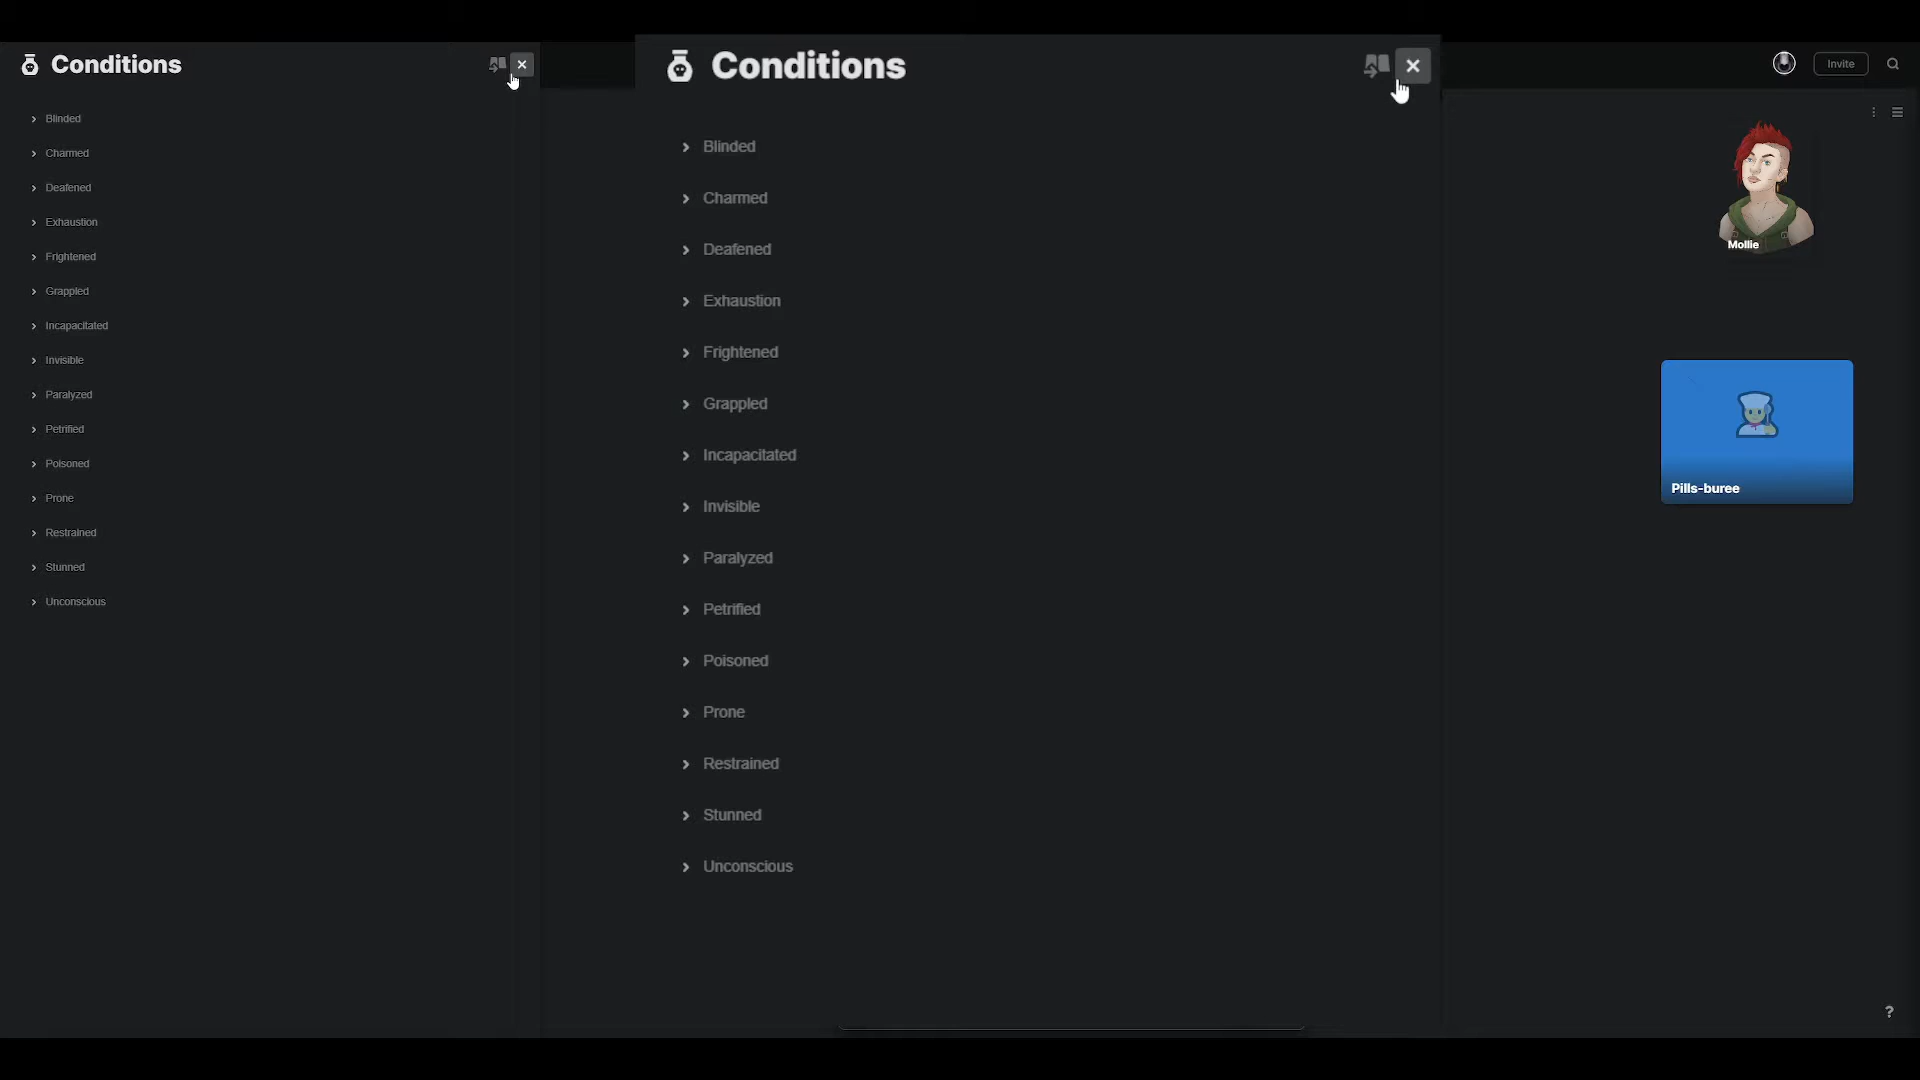 Conditions
Blinded
Charmed
Deafened
Exhaustion
Frightened
Grappled
Incapacitated
Invisible
Paralyzed
Petrified
Poisoned
Prone
Restrained
Stunned
Unconscious
Conditions
Blinded
Charmed
Deafened
Exhaustion
Frightened
Grappled
Incapacitated
Invisible
Paralyzed
Petrified
Poisoned
Prone
Restrained
Stunned
Unconscious
Invite
Mollie
Pills-buree
?